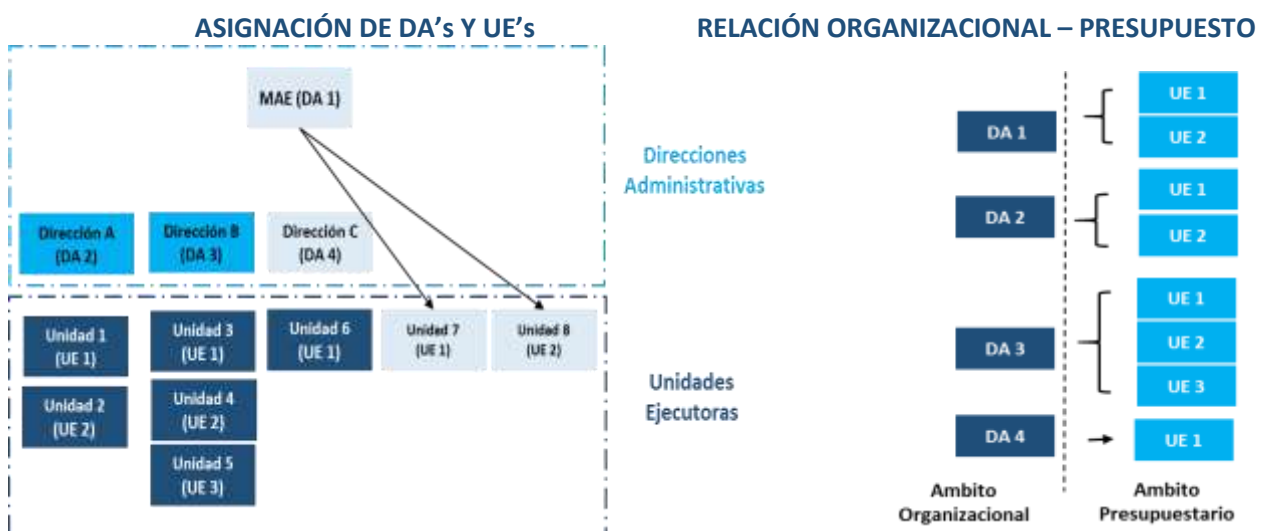 ASIGNACIÓN DE DA's Y UE's
MAE (DA 1)
Dirección A
(DA 2)
Dirección B
(DA 3)
Dirección C
(DA 4)
Unidad 1
(UE 1)
Unidad 2
(UE 2)
Unidad 3
(UE 1)
Unidad 4
(UE 2)
Unidad 5
(UE 3)
Unidad 6
(UE 1)
Unidad 7
(UE 1)
Unidad 8
(UE 2)
Direcciones
Administrativas
Unidades
Ejecutoras
RELACIÓN ORGANIZACIONAL – PRESUPUESTO
DA 1
UE 1
UE 2
DA 2
UE 1
UE 2
DA 3
UE 1
UE 2
UE 3
DA 4
UE 1
Ambito
Organizacional
Ambito
Presupuestario